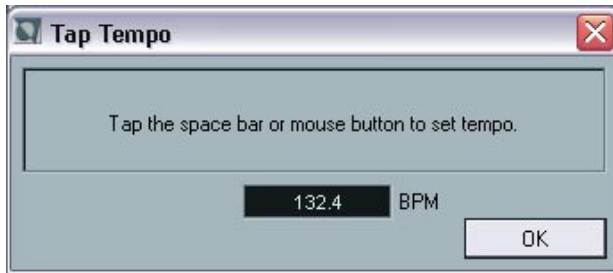 Tap Tempo
Tap the space bar or mouse button to set tempo.
132.4 BPM
OK